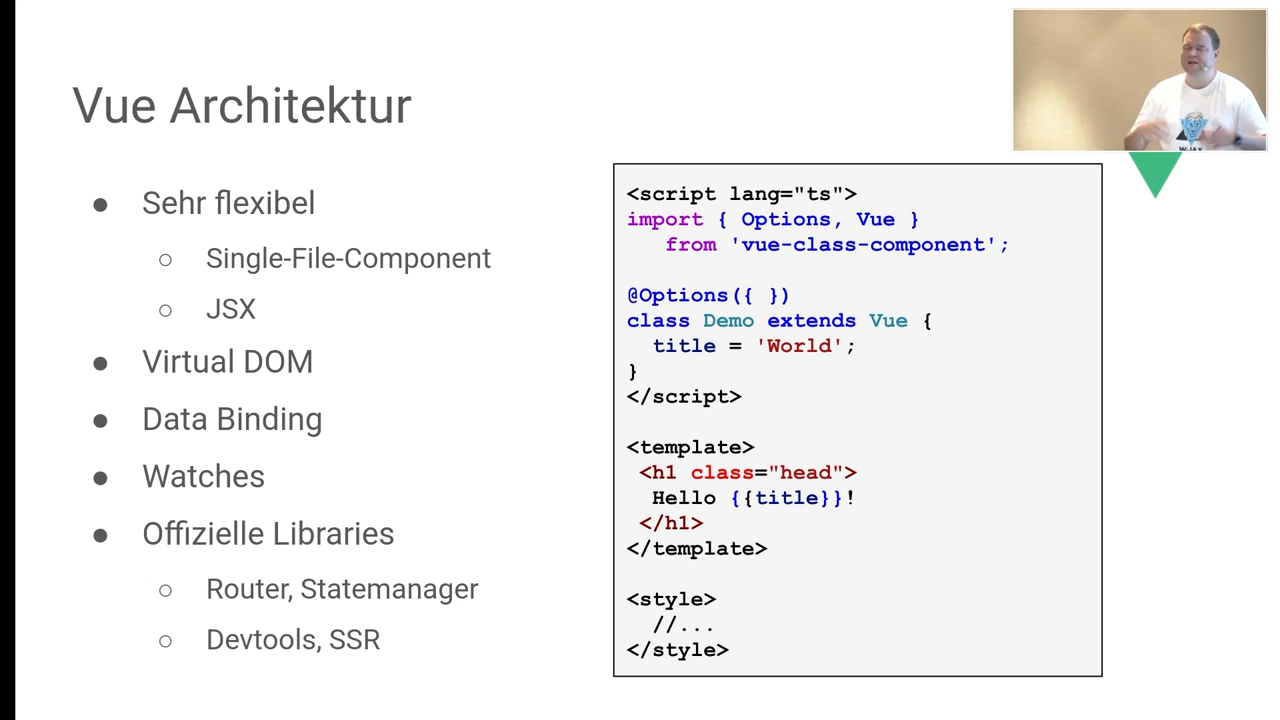 Vue Architektur
● Sehr flexibel
○ Single-File-Component
○ JSX
● Virtual DOM
● Data Binding
● Watches
● Offizielle Libraries
○ Router, Statemanager
○ Devtools, SSR
<script lang="ts">
import { Options, Vue }
   from 'vue-class-component';

@Options({ })
class Demo extends Vue {
  title = 'World';
}
</script>

<template>
 <h1 class="head">
  Hello {{title}}!
 </h1>
</template>

<style>
  //...
</style>